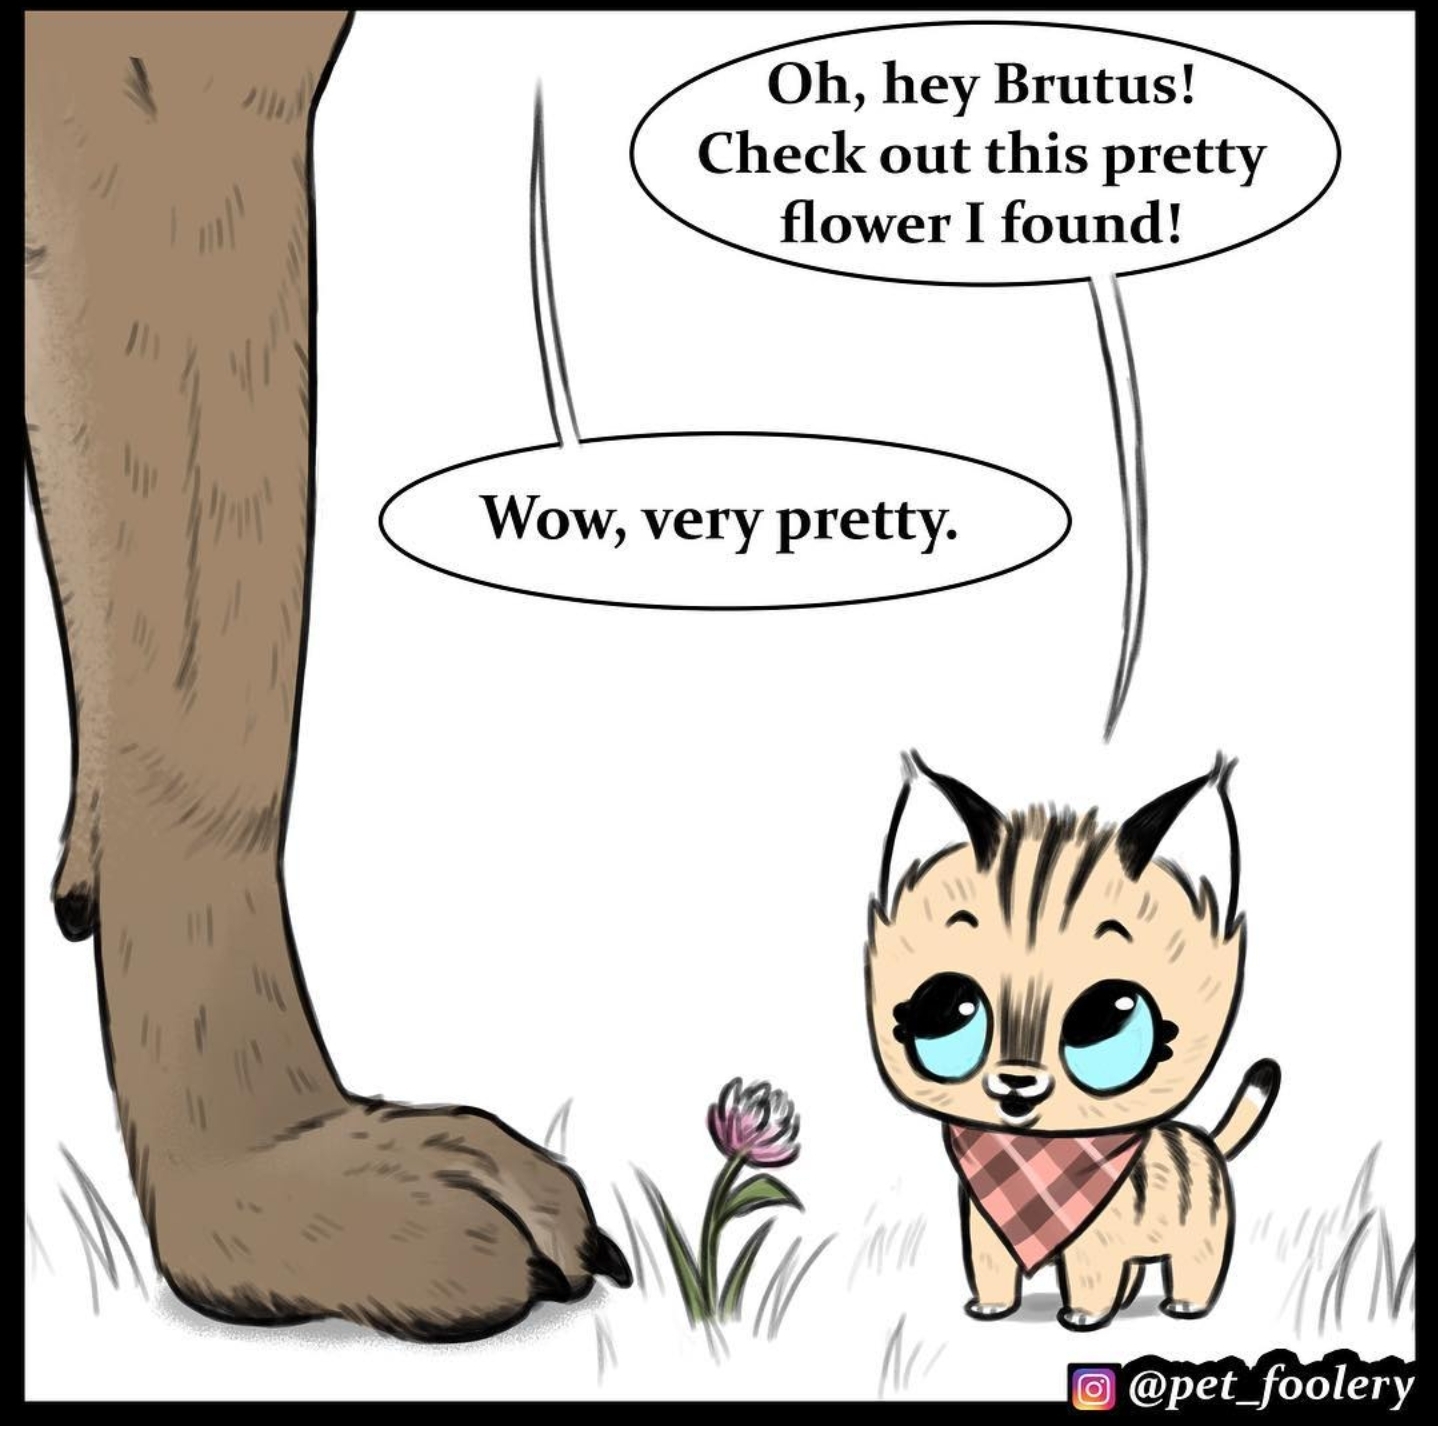 Oh, hey Brutus!
Check out this pretty
flower I found!
Wow, very pretty.
@pet_foolery